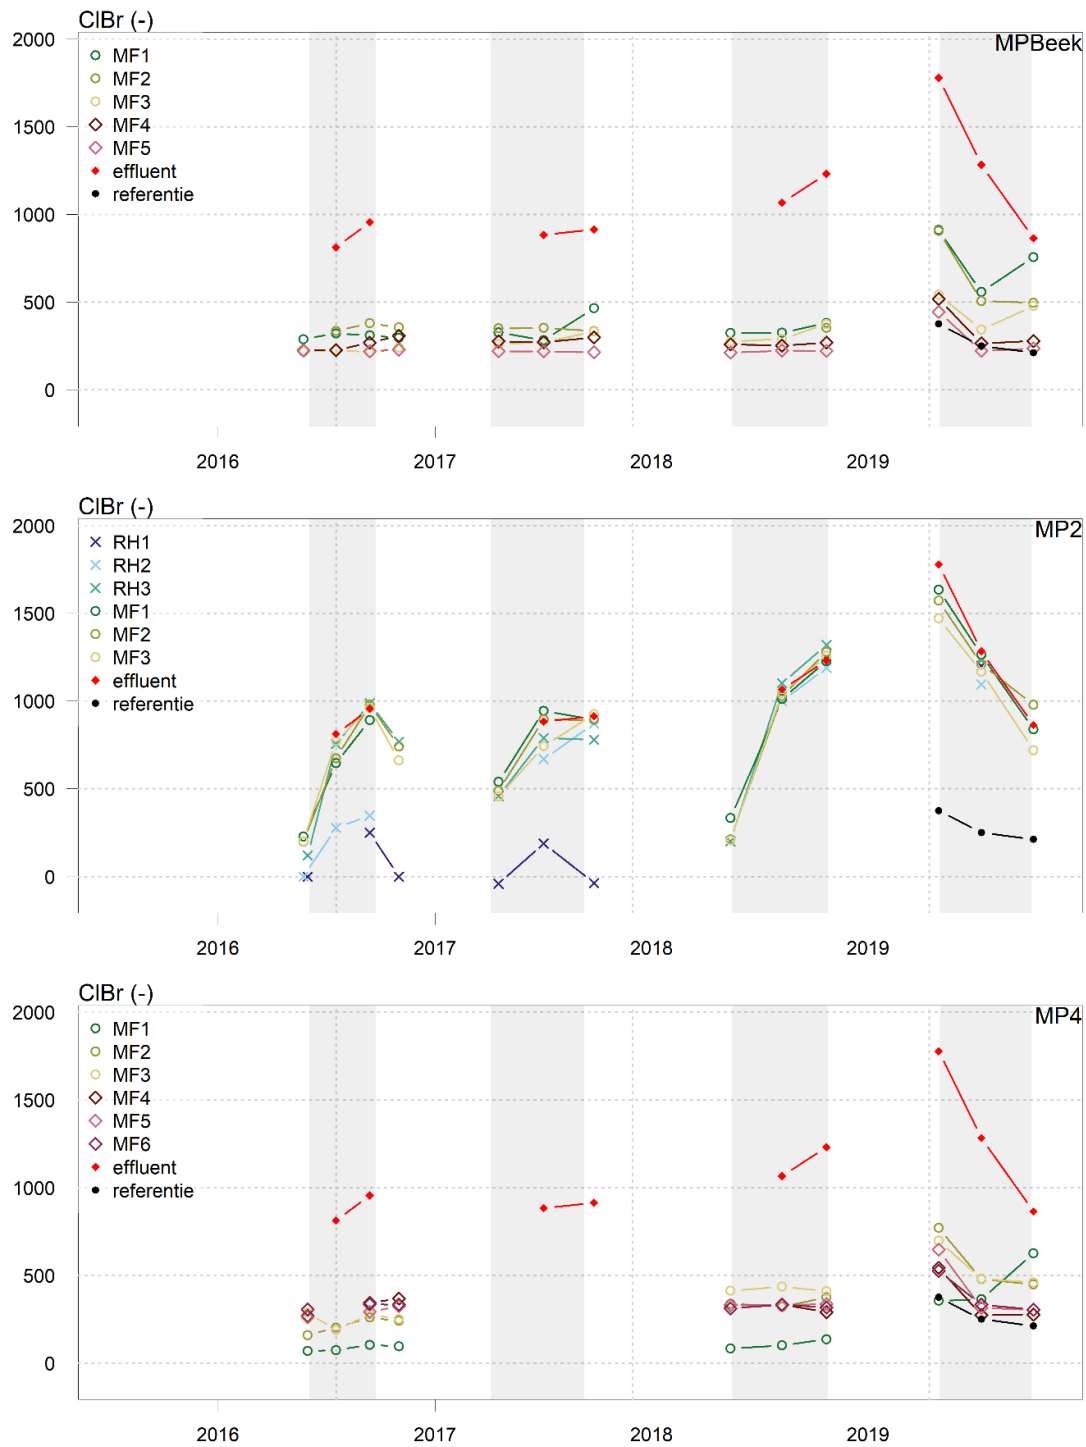 ClBr (-)
MPBeek
2000
1500
1000
500
0
MF1
MF2
MF3
MF4
MF5
effluent
referentie
2016
2017
2018
2019
ClBr (-)
MP2
2000
1500
1000
500
0
RH1
RH2
RH3
MF1
MF2
MF3
effluent
referentie
2016
2017
2018
2019
ClBr (-)
MP4
2000
1500
1000
500
0
MF1
MF2
MF3
MF4
MF5
MF6
effluent
referentie
2016
2017
2018
2019